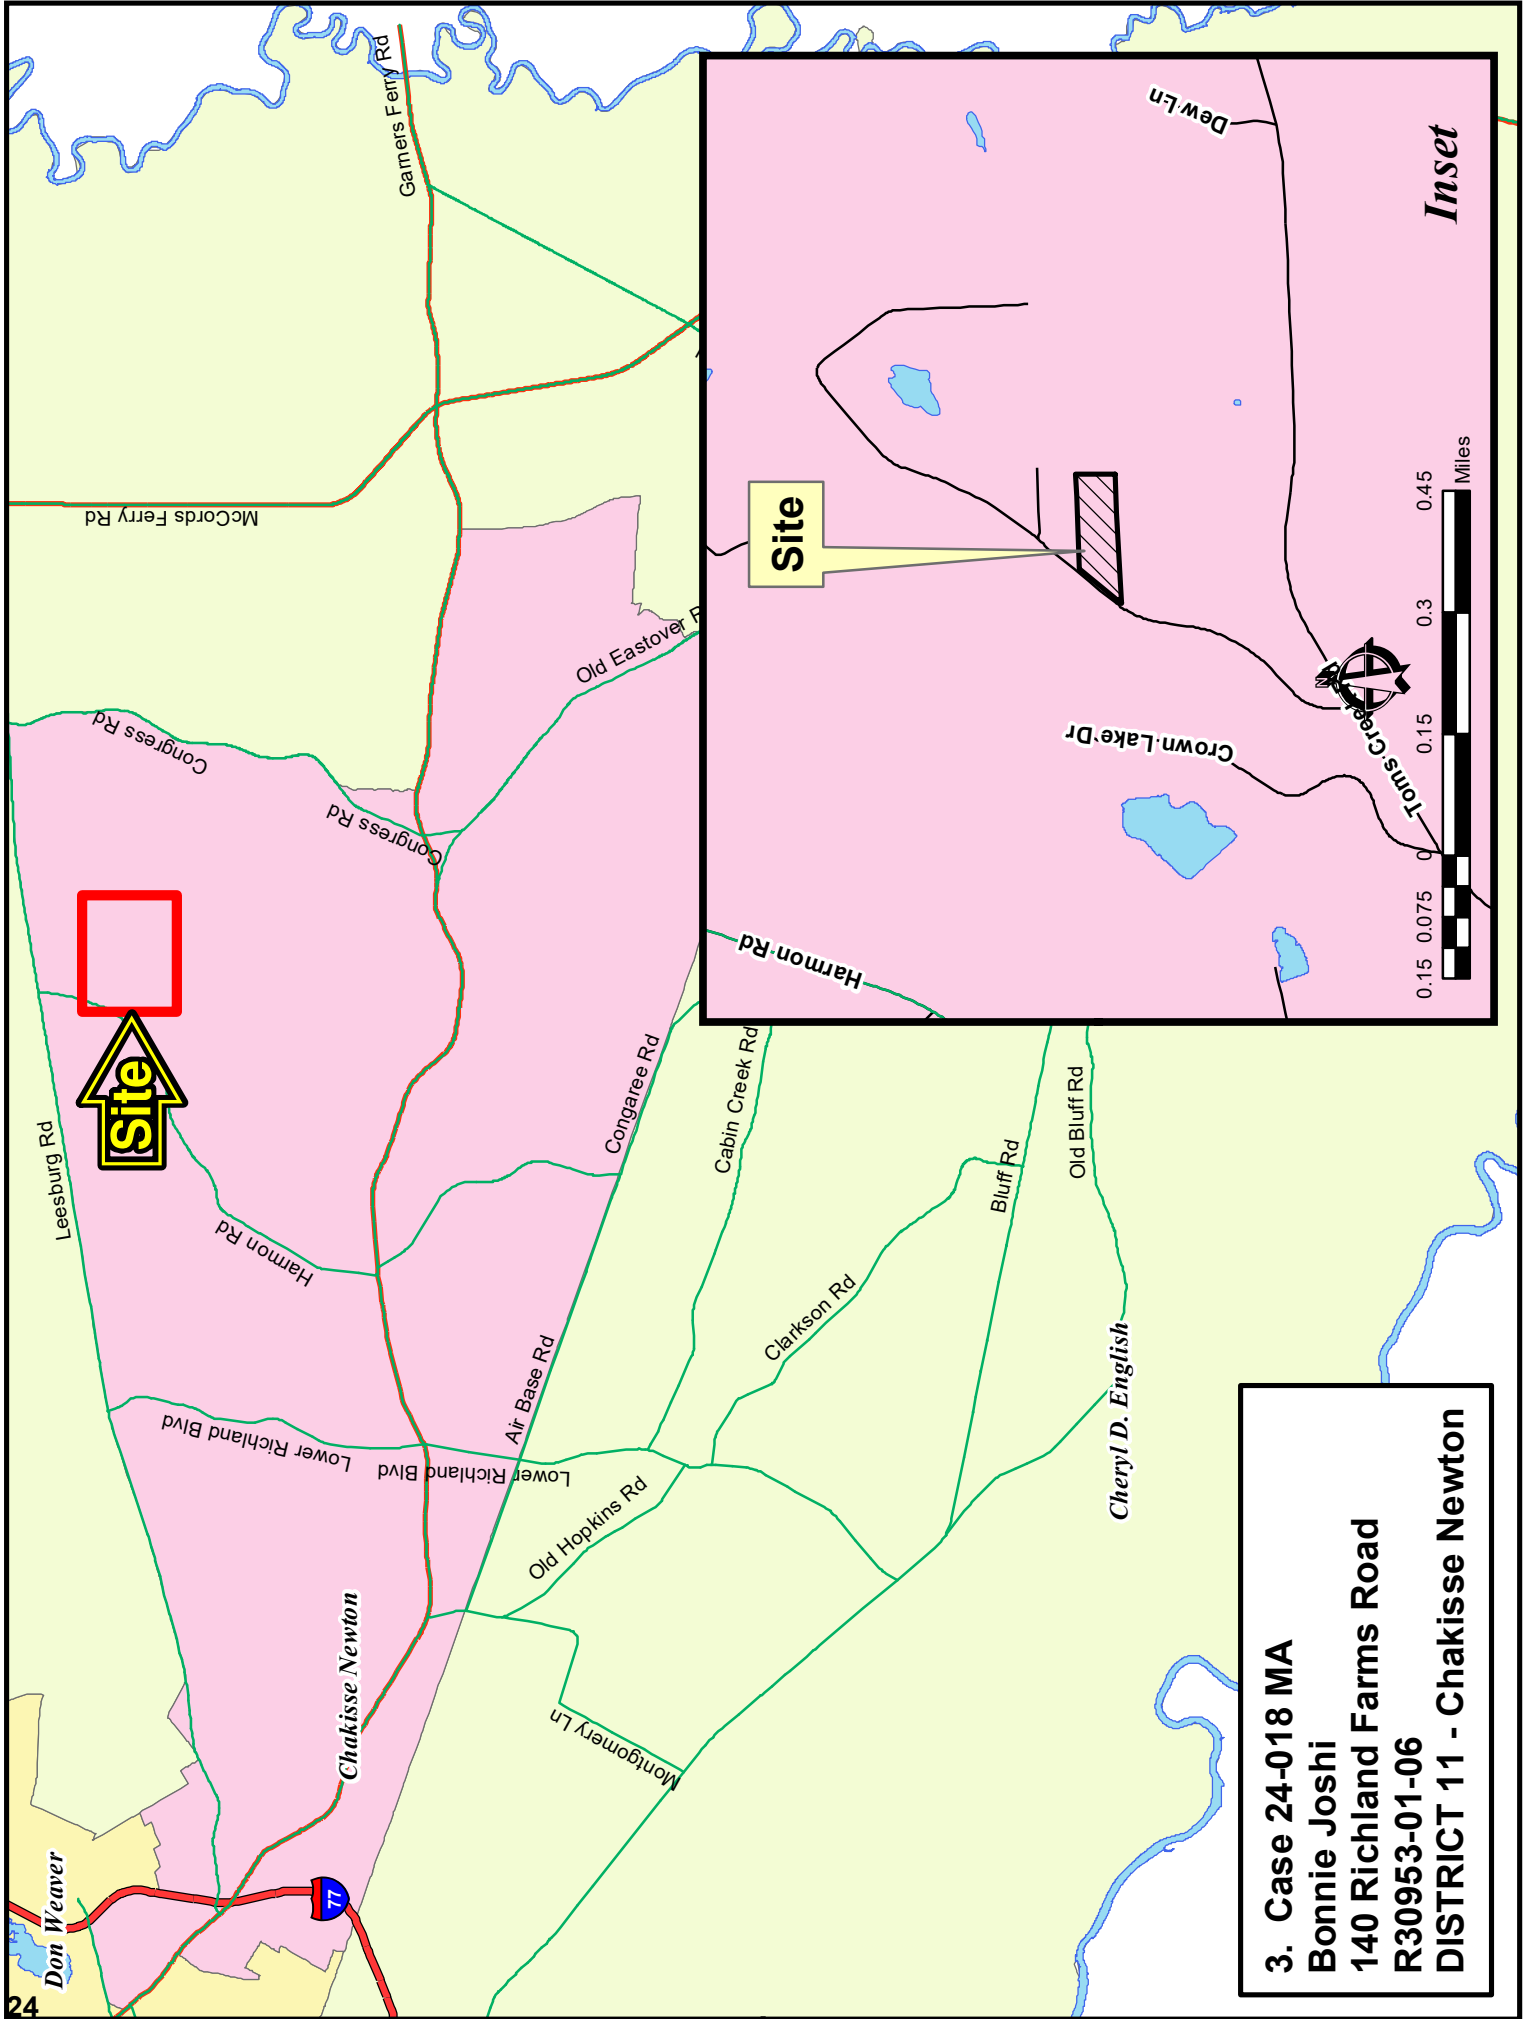 24
Don Weaver
77
Chakisse Newton
Leesburg Rd
Site
Harmon Rd
Lower Richland Blvd
Lower Richland Blvd
Lower
Air Base Rd
Congaree Rd
Congress Rd
Congress Rd
McCords Ferry Rd
Garners Ferry Rd
Old Eastover
Old Hopkins Rd
Montgomery Ln
Cabin Creek Rd
Clarkson Rd
Bluff Rd
Old Bluff Rd
Cheryl D. English
Site
Dew Ln
Crown Lake Dr
Harmon Rd
Toms Creek Rd
N
Inset
0.15 0.075 0 0.15 0.3 0.45
Miles
3. Case 24-018 MA
Bonnie Joshi
140 Richland Farms Road
R30953-01-06
DISTRICT 11 - Chakisse Newton